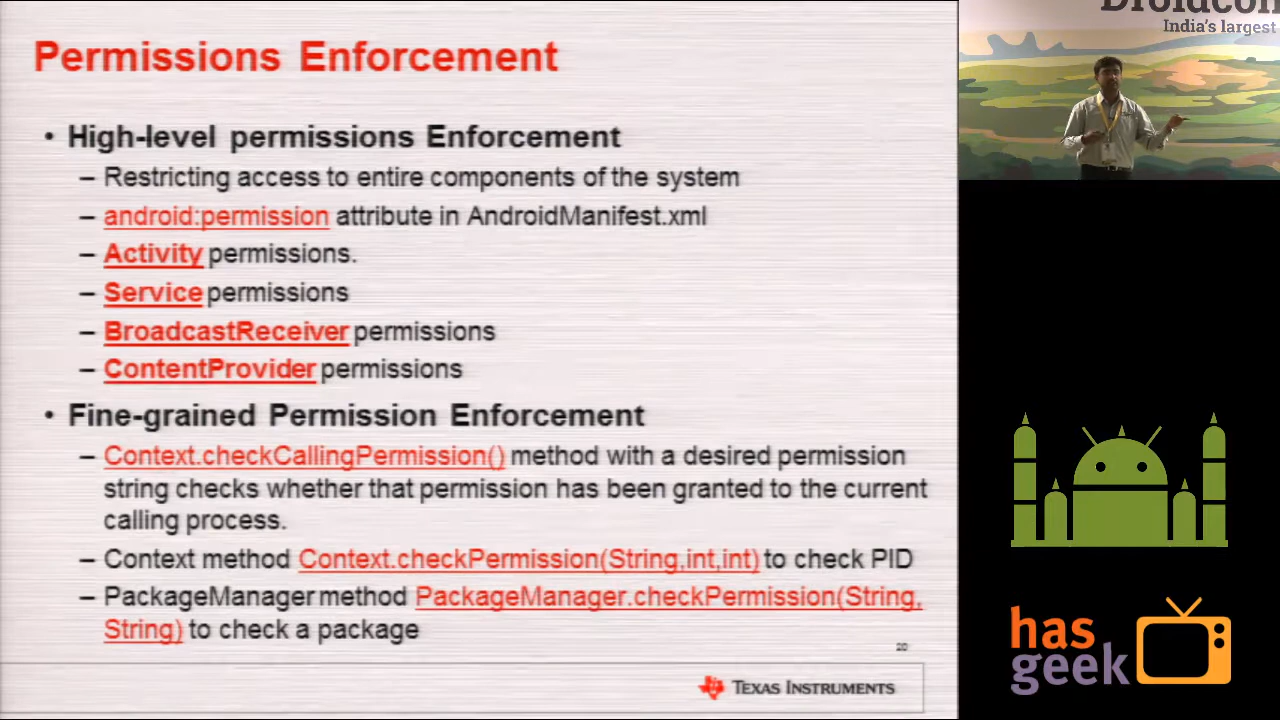 Permissions Enforcement
• High-level permissions Enforcement
– Restricting access to entire components of the system
– android:permission attribute in AndroidManifest.xml
– Activity permissions.
– Service permissions
– BroadcastReceiver permissions
– ContentProvider permissions
• Fine-grained Permission Enforcement
– Context.checkCallingPermission() method with a desired permission
string checks whether that permission has been granted to the current
calling process.
– Context method Context.checkPermission(String,int,int) to check PID
– PackageManager method PackageManager.checkPermission(String,
String) to check a package
20
TEXAS INSTRUMENTS
Droidcon
India's largest
has
geek